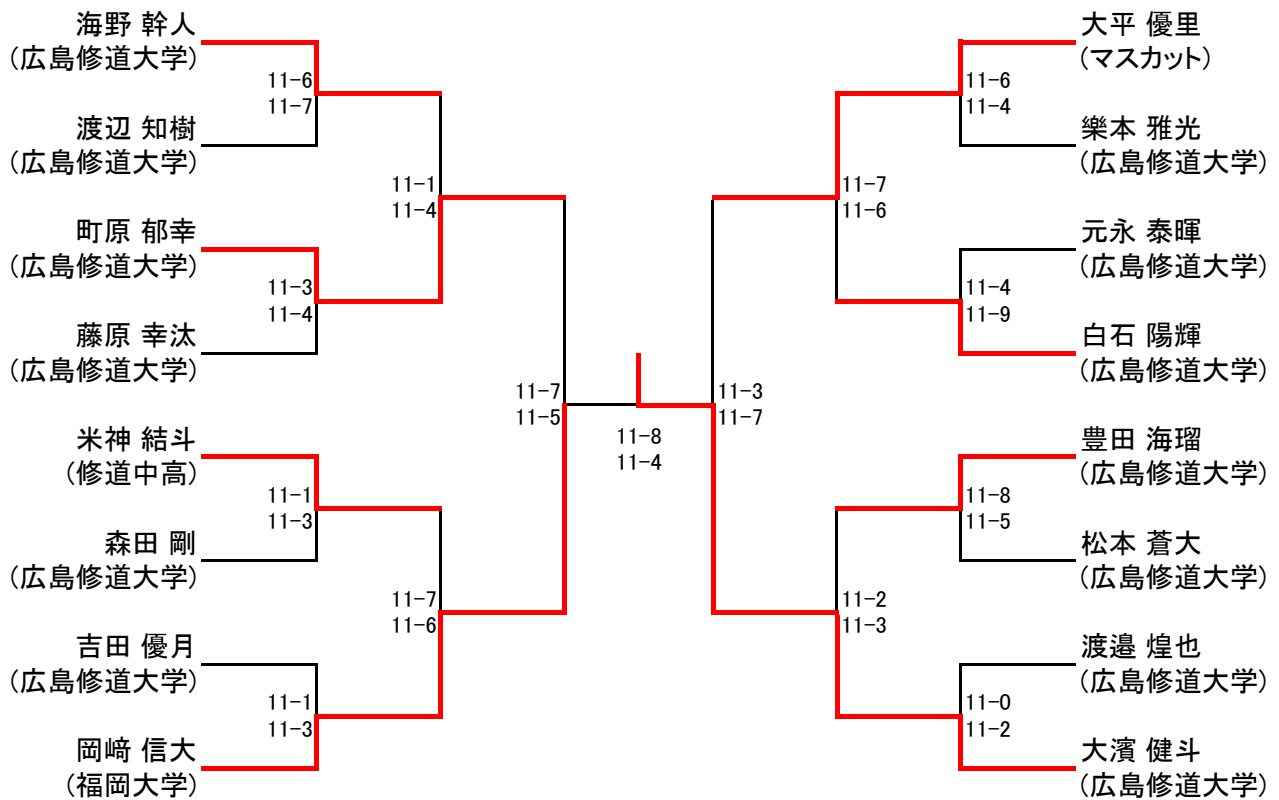 海野 幹人
(広島修道大学)
渡辺 知樹
(広島修道大学)
町原 郁幸
(広島修道大学)
藤原 幸汰
(広島修道大学)
米神 結斗
(修道中高)
森田 剛
(広島修道大学)
吉田 優月
(広島修道大学)
岡﨑 信大
(福岡大学)
11-6
11-7
11-3
11-4
11-1
11-3
11-1
11-3
11-1
11-4
11-7
11-6
11-7
11-5
11-8
11-4
11-3
11-7
11-7
11-6
11-2
11-3
11-6
11-4
11-4
11-9
11-8
11-5
11-0
11-2
大平 優里
(マスカット)
樂本 雅光
(広島修道大学)
元永 泰暉
(広島修道大学)
白石 陽輝
(広島修道大学)
豊田 海瑠
(広島修道大学)
松本 蒼大
(広島修道大学)
渡邉 煌也
(広島修道大学)
大濱 健斗
(広島修道大学)